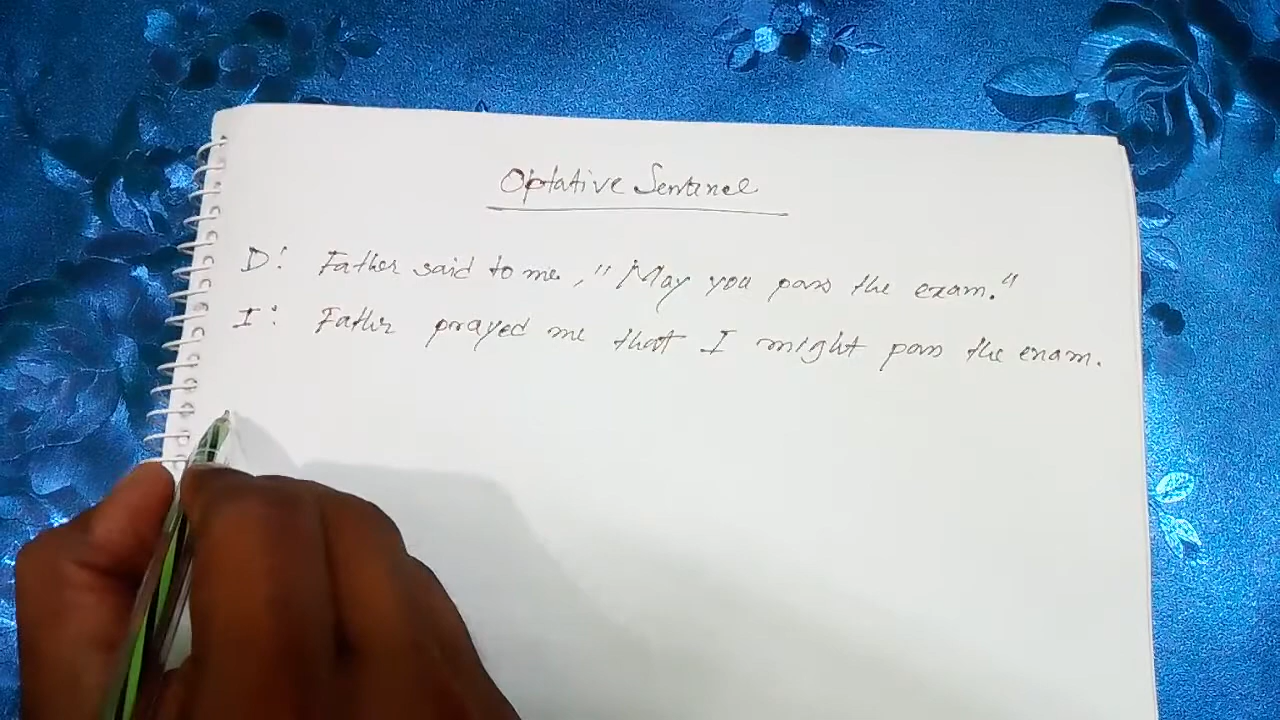 Optative Sentence
D: Father said to me, "May you pass the exam."
I: Father prayed me that I might pass the exam.